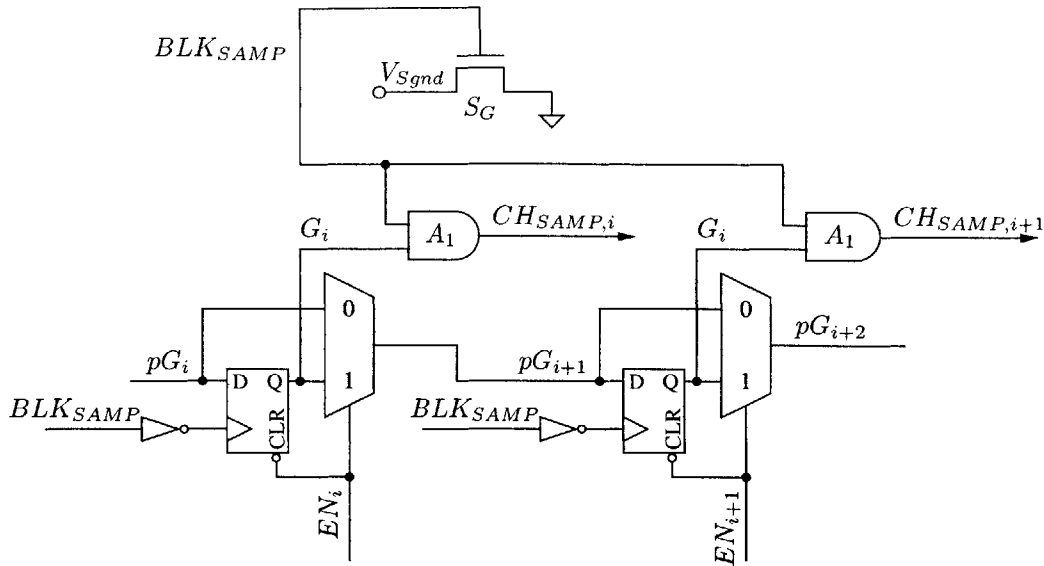 BLK_SAMP
V_Sgnd
S_G
G_i
A_1
CH_SAMP,i
G_i
A_1
CH_SAMP,i+1
0
0
pG_i
pG_i+1
pG_i+2
D Q
1
D Q
1
BLK_SAMP
CLR
BLK_SAMP
CLR
EN_i
EN_i+1